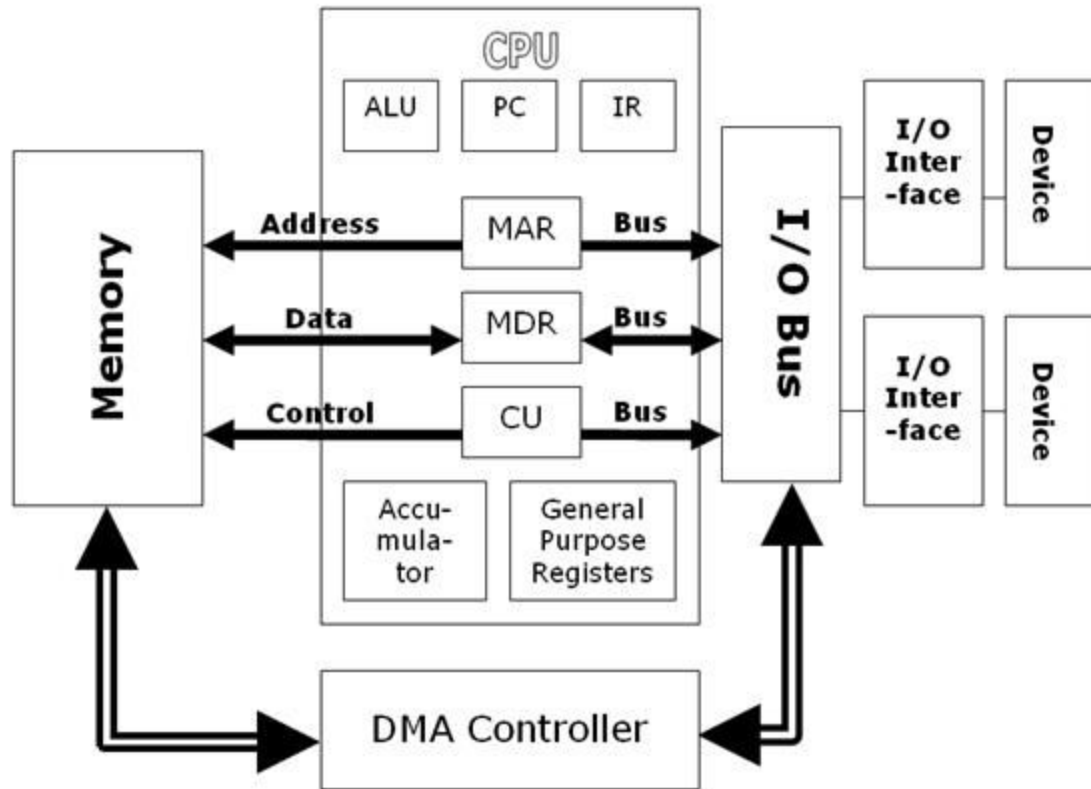 CPU
ALU
PC
IR
Memory
Address
MAR
Bus
Data
MDR
Bus
Control
CU
Bus
Accu-
mula-
tor
General
Purpose
Registers
I/O Bus
I/O
Inter
-face
Device
I/O
Inter
-face
Device
DMA Controller